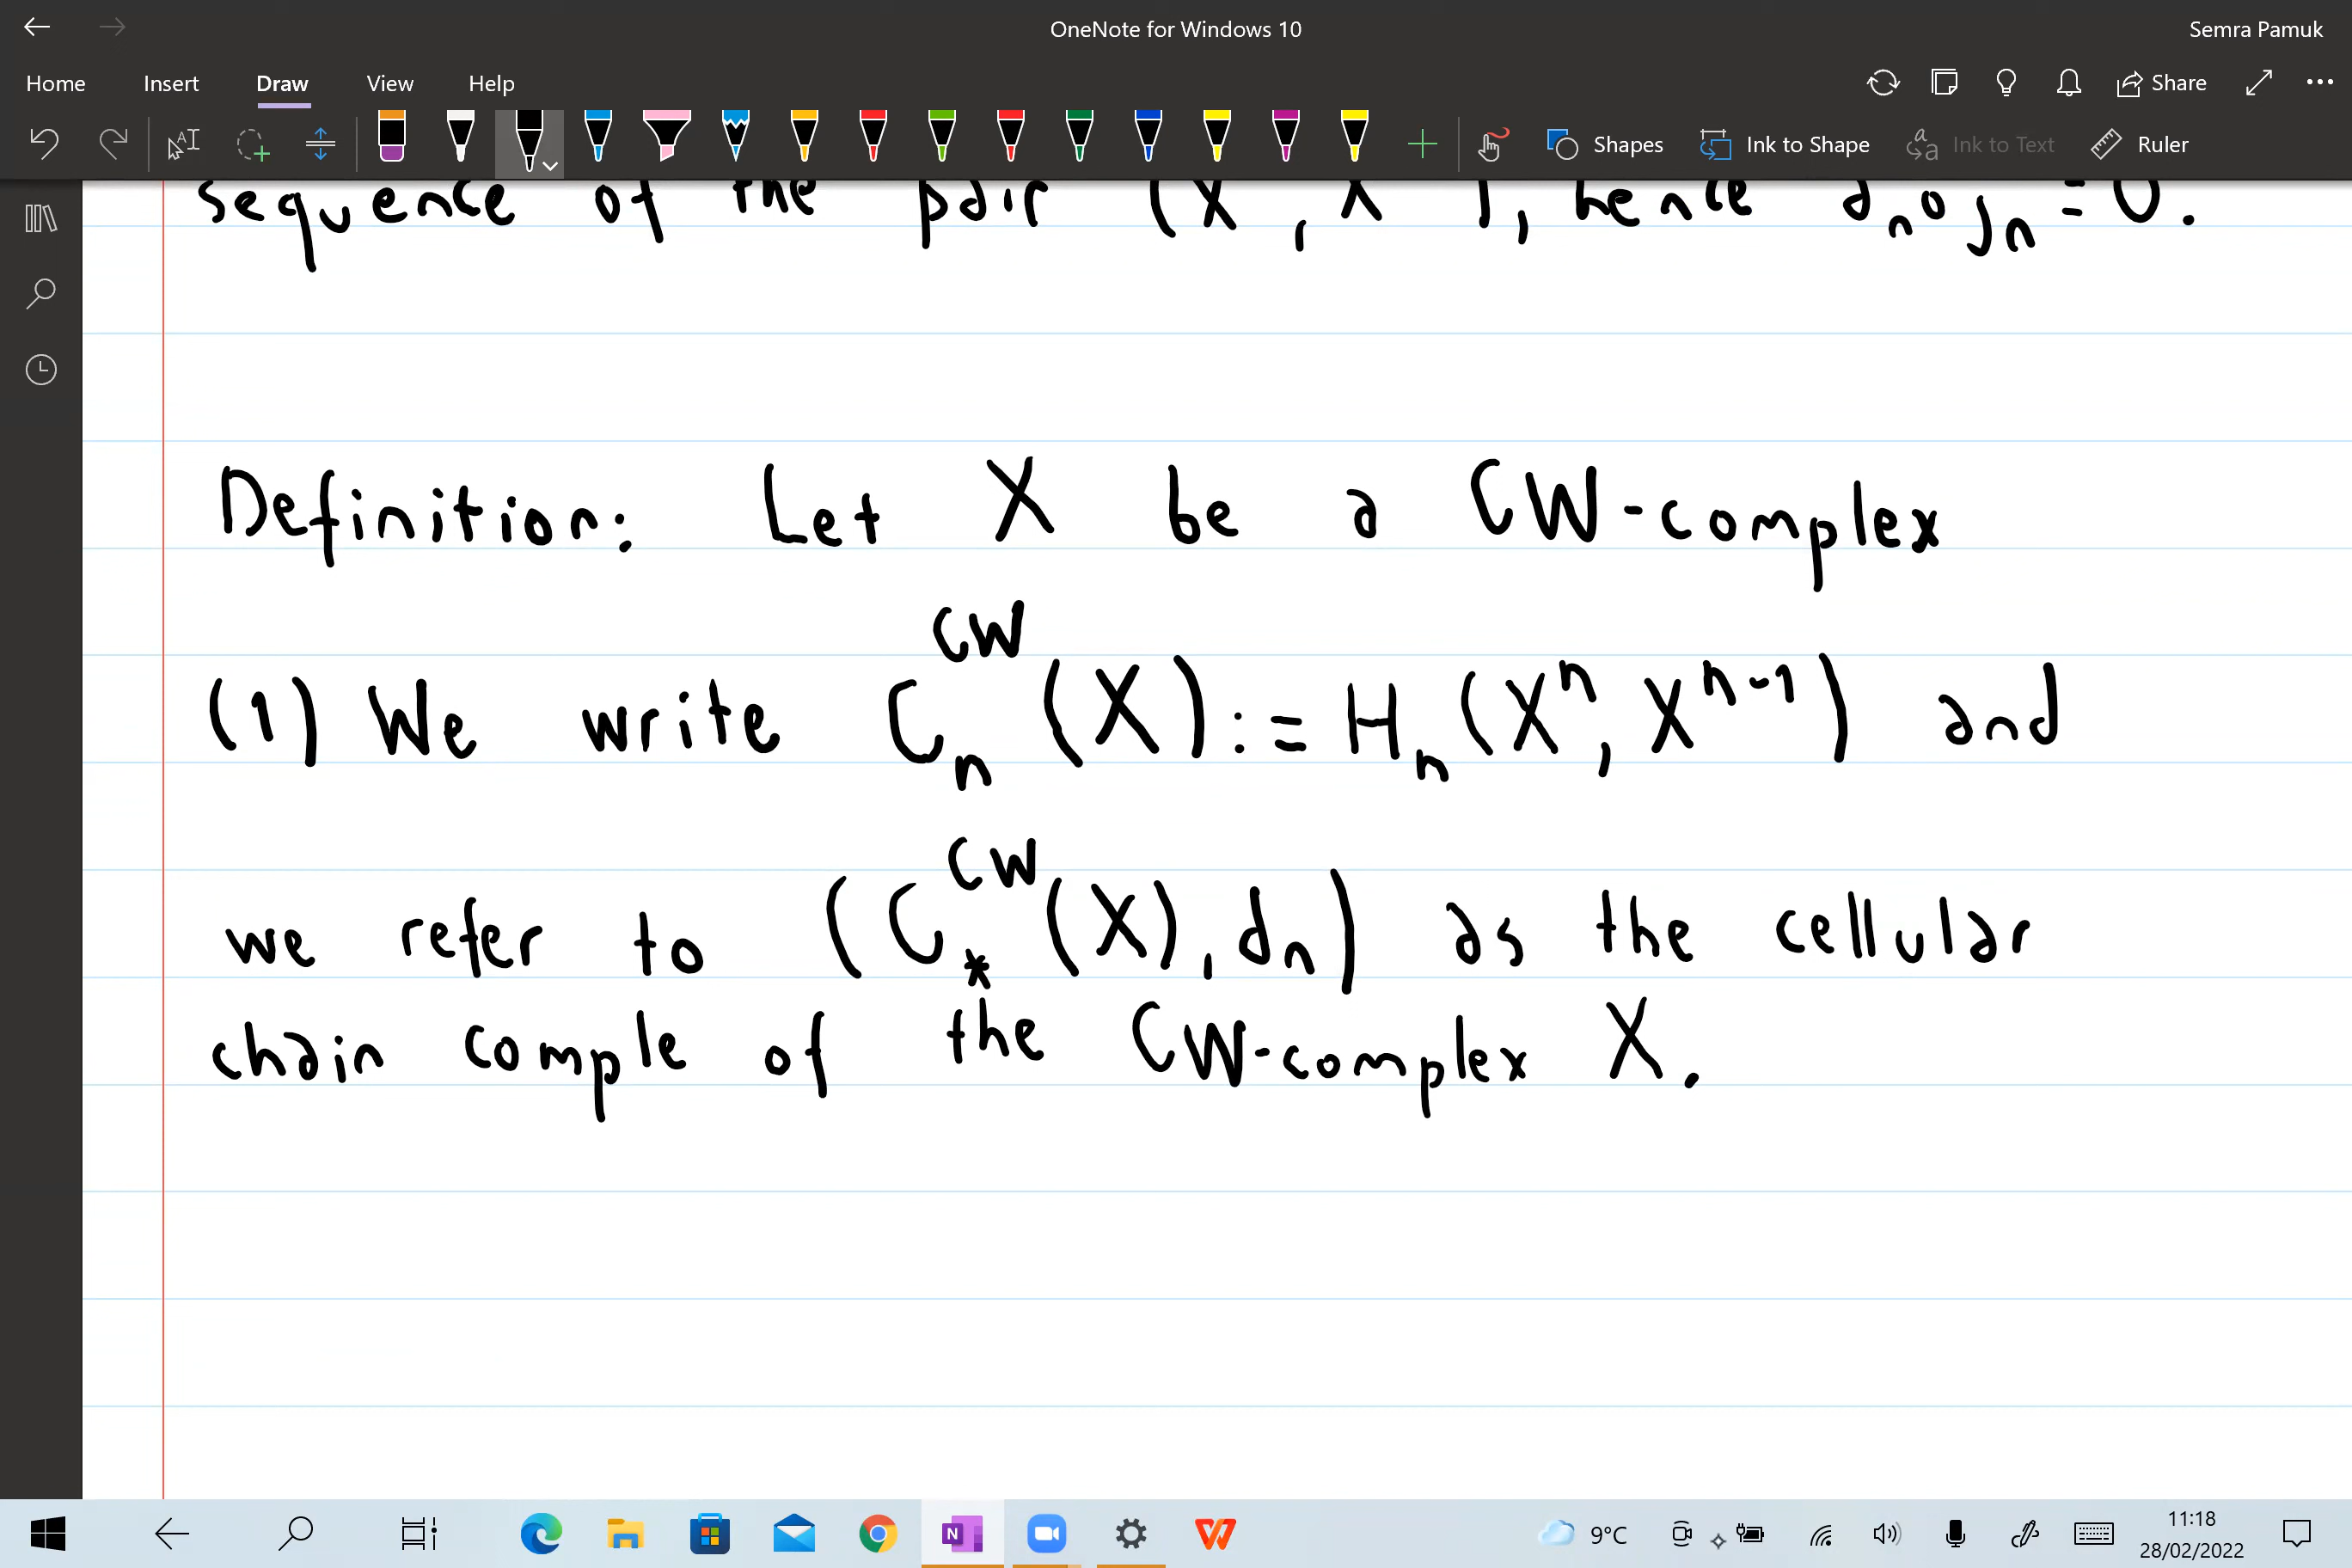 OneNote for Windows 10
Semra Pamuk
Home Insert Draw View Help
Share
Shapes Ink to Shape Ink to Text Ruler
sequence of the pair (X , X ), hence ∂ₙ∘jₙ=0.
Definition: Let X be a CW-complex
(1) We write Cₙ^CW(X):=Hₙ(Xⁿ, Xⁿ⁻¹) and
we refer to (C_*^CW(X), dₙ) as the cellular
chain comple of the CW-complex X.
9°C
11:18
28/02/2022